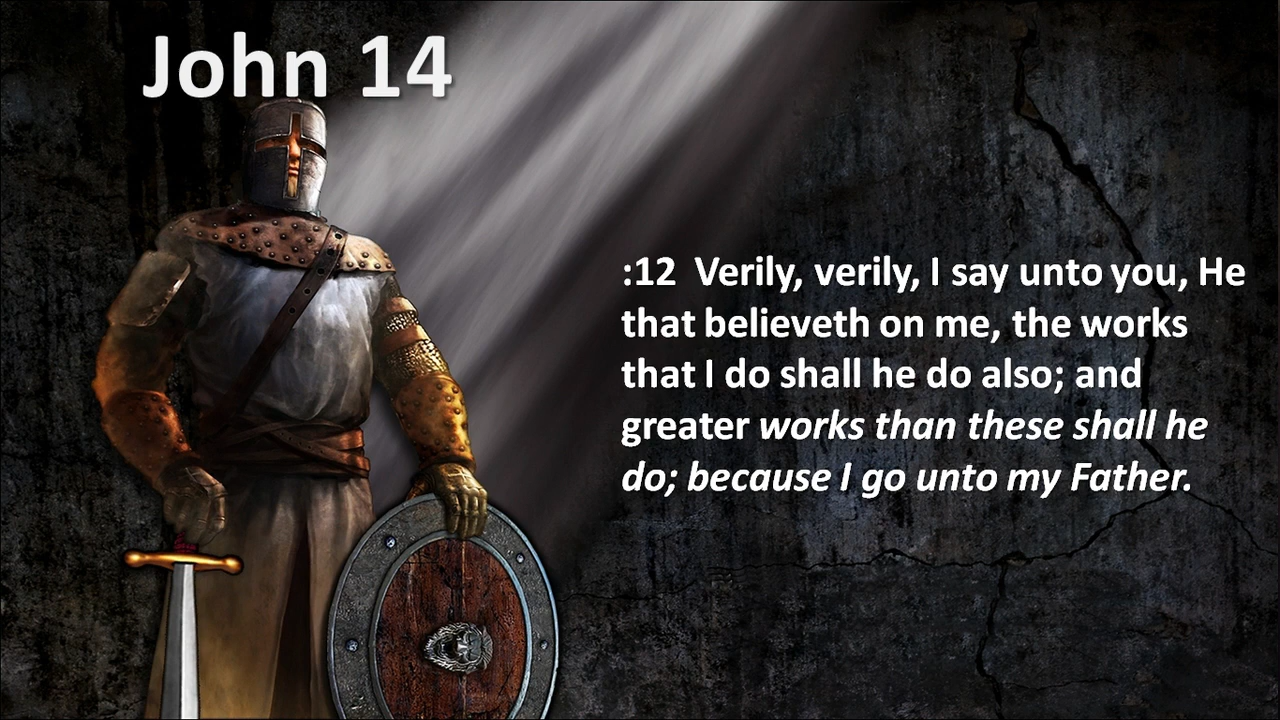 John 14
:12  Verily, verily, I say unto you, He
that believeth on me, the works
that I do shall he do also; and
greater works than these shall he
do; because I go unto my Father.